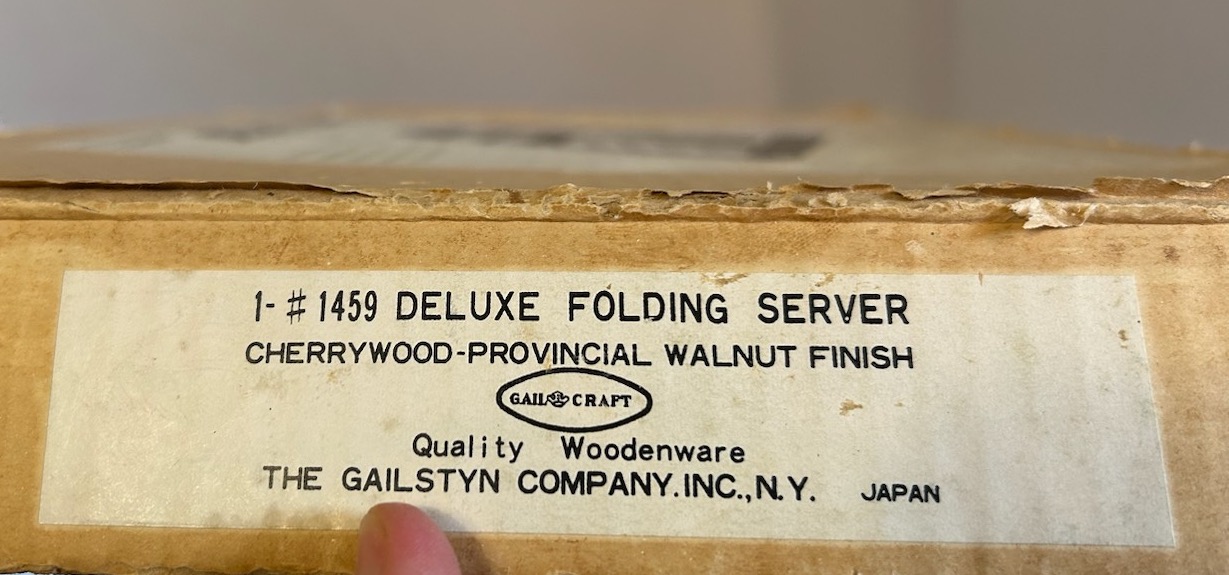 1-#1459 DELUXE FOLDING SERVER
CHERRYWOOD-PROVINCIAL WALNUT FINISH
GAIL CRAFT
Quality Woodenware
THE GAILSTYN COMPANY.INC.,N.Y. JAPAN